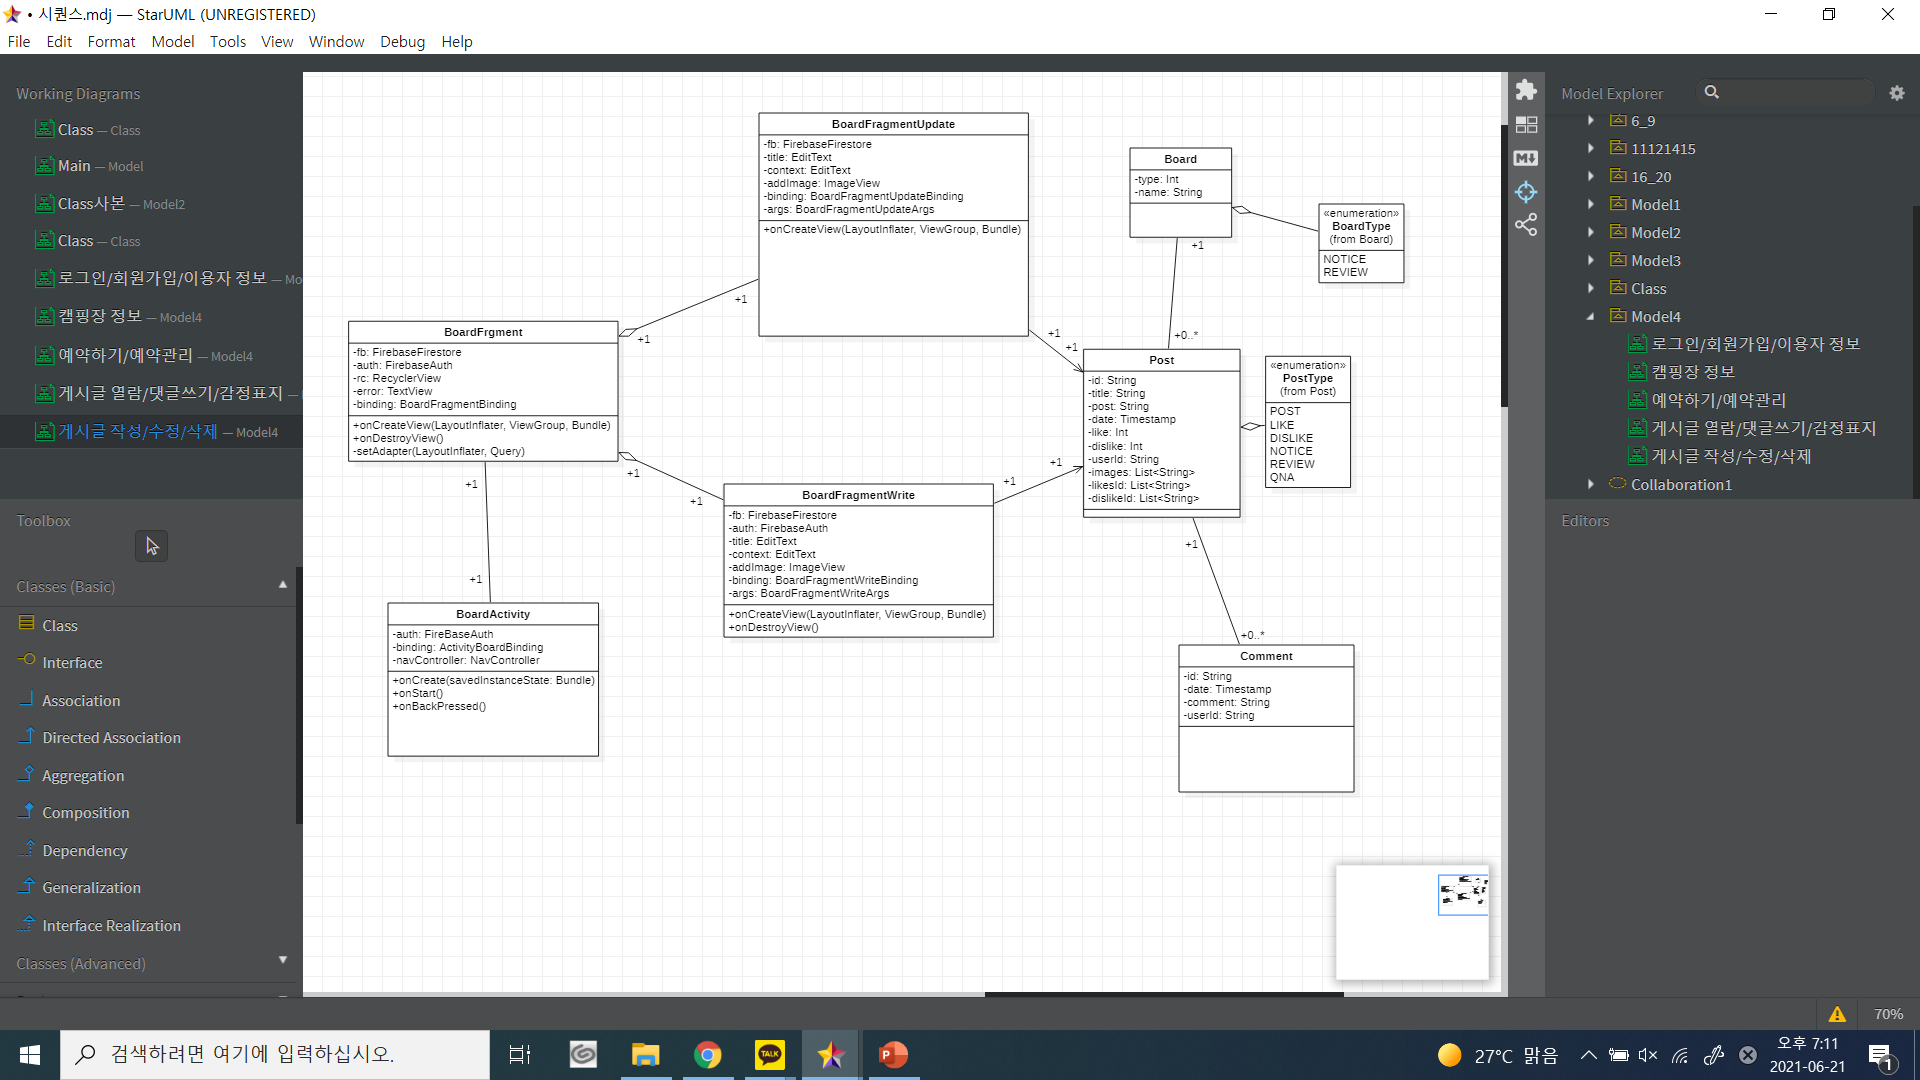 • 시퀀스.mdj — StarUML (UNREGISTERED)
File Edit Format Model Tools View Window Debug Help
Working Diagrams
Class — Class
Main — Model
Class사본 — Model2
Class — Class
로그인/회원가입/이용자 정보 — Mo
캠핑장 정보 — Model4
예약하기/예약관리 — Model4
게시글 열람/댓글쓰기/감정표지 —
게시글 작성/수정/삭제 — Model4
Toolbox
Classes (Basic)
Class
Interface
Association
Directed Association
Aggregation
Composition
Dependency
Generalization
Interface Realization
Classes (Advanced)
BoardFragmentUpdate
-fb: FirebaseFirestore
-title: EditText
-context: EditText
-addImage: ImageView
-binding: BoardFragmentUpdateBinding
-args: BoardFragmentUpdateArgs
+onCreateView(LayoutInflater, ViewGroup, Bundle)
Board
-type: Int
-name: String
«enumeration»
BoardType
(from Board)
NOTICE
REVIEW
+1
+1
+1
+0..*
+1
+1
BoardFrgment
-fb: FirebaseFirestore
-auth: FirebaseAuth
-rc: RecyclerView
-error: TextView
-binding: BoardFragmentBinding
+onCreateView(LayoutInflater, ViewGroup, Bundle)
+onDestroyView()
-setAdapter(LayoutInflater, Query)
Post
-id: String
-title: String
-post: String
-date: Timestamp
-like: Int
-dislike: Int
-userId: String
-images: List<String>
-likesId: List<String>
-dislikeId: List<String>
«enumeration»
PostType
(from Post)
POST
LIKE
DISLIKE
NOTICE
REVIEW
QNA
+1
+1
+1
+1
+1
+1
BoardFragmentWrite
-fb: FirebaseFirestore
-auth: FirebaseAuth
-title: EditText
-context: EditText
-addImage: ImageView
-binding: BoardFragmentWriteBinding
-args: BoardFragmentWriteArgs
+onCreateView(LayoutInflater, ViewGroup, Bundle)
+onDestroyView()
+1
+0..*
BoardActivity
-auth: FireBaseAuth
-binding: ActivityBoardBinding
-navController: NavController
+onCreate(savedInstanceState: Bundle)
+onStart()
+onBackPressed()
Comment
-id: String
-date: Timestamp
-comment: String
-userId: String
Model Explorer
6_9
11121415
16_20
Model1
Model2
Model3
Class
Model4
로그인/회원가입/이용자 정보
캠핑장 정보
예약하기/예약관리
게시글 열람/댓글쓰기/감정표지
게시글 작성/수정/삭제
Collaboration1
Editors
70%
검색하려면 여기에 입력하십시오.
TALK
P
27°C 맑음
오후 7:11
2021-06-21
1